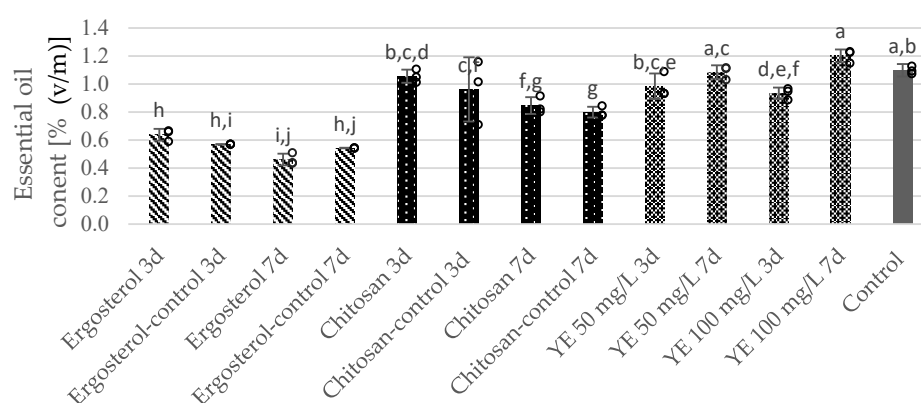 Essential oil
conent [% (v/m)]
1.4
1.2
1.0
0.8
0.6
0.4
0.2
0.0
h
h,i
i,j
h,j
b,c,d
f,g
g
b,c,e
a,c
d,e,f
a
a,b
Ergosterol 3d
Ergosterol-control 3d
Ergosterol 7d
Ergosterol-control 7d
Chitosan 3d
Chitosan-control 3d
Chitosan 7d
Chitosan-control 7d
YE 50 mg/L 3d
YE 50 mg/L 7d
YE 100 mg/L 3d
YE 100 mg/L 7d
Control